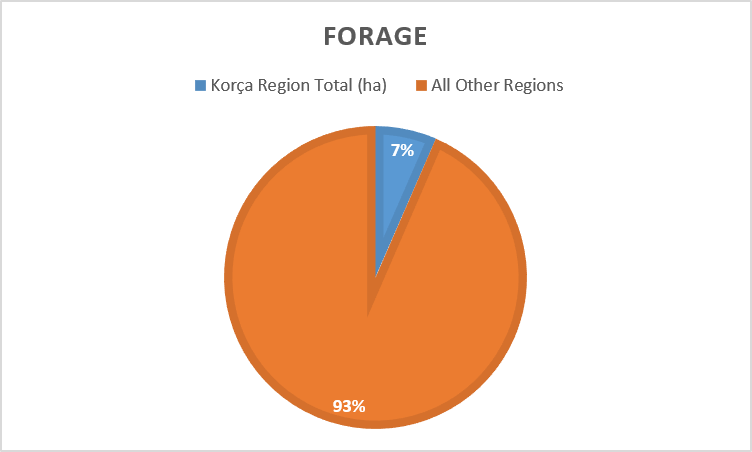 FORAGE
Korça Region Total (ha) All Other Regions
7%
93%